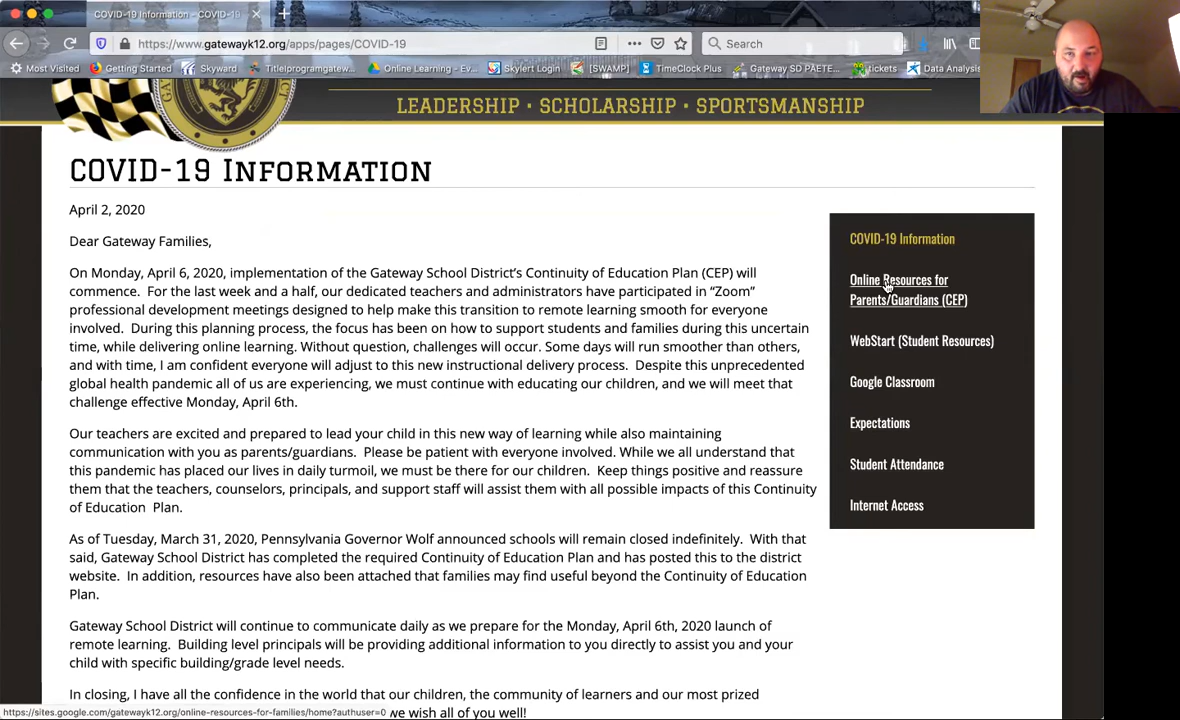 COVID-19 Information - COVID-19
https://www.gatewayk12.org/apps/pages/COVID-19
Search
Most Visited
Getting Started
Skyward
Titleiprogramgatew...
Online Learning - Ev...
Skylert Login
[SWAMP]
TimeClock Plus
Gateway SD PAETE...
tickets
Data Analysis
LEADERSHIP · SCHOLARSHIP · SPORTSMANSHIP
COVID-19 Information
April 2, 2020
Dear Gateway Families,
On Monday, April 6, 2020, implementation of the Gateway School District's Continuity of Education Plan (CEP) will
commence. For the last week and a half, our dedicated teachers and administrators have participated in "Zoom"
professional development meetings designed to help make this transition to remote learning smooth for everyone
involved. During this planning process, the focus has been on how to support students and families during this uncertain
time, while delivering online learning. Without question, challenges will occur. Some days will run smoother than others,
and with time, I am confident everyone will adjust to this new instructional delivery process. Despite this unprecedented
global health pandemic all of us are experiencing, we must continue with educating our children, and we will meet that
challenge effective Monday, April 6th.
Our teachers are excited and prepared to lead your child in this new way of learning while also maintaining
communication with you as parents/guardians. Please be patient with everyone involved. While we all understand that
this pandemic has placed our lives in daily turmoil, we must be there for our children. Keep things positive and reassure
them that the teachers, counselors, principals, and support staff will assist them with all possible impacts of this Continuity
of Education Plan.
As of Tuesday, March 31, 2020, Pennsylvania Governor Wolf announced schools will remain closed indefinitely. With that
said, Gateway School District has completed the required Continuity of Education Plan and has posted this to the district
website. In addition, resources have also been attached that families may find useful beyond the Continuity of Education
Plan.
Gateway School District will continue to communicate daily as we prepare for the Monday, April 6th, 2020 launch of
remote learning. Building level principals will be providing additional information to you directly to assist you and your
child with specific building/grade level needs.
In closing, I have all the confidence in the world that our children, the community of learners and our most prized
we wish all of you well!
COVID-19 Information
Online Resources for
Parents/Guardians (CEP)
WebStart (Student Resources)
Google Classroom
Expectations
Student Attendance
Internet Access
https://sites.google.com/gatewayk12.org/online-resources-for-families/home?authuser=0